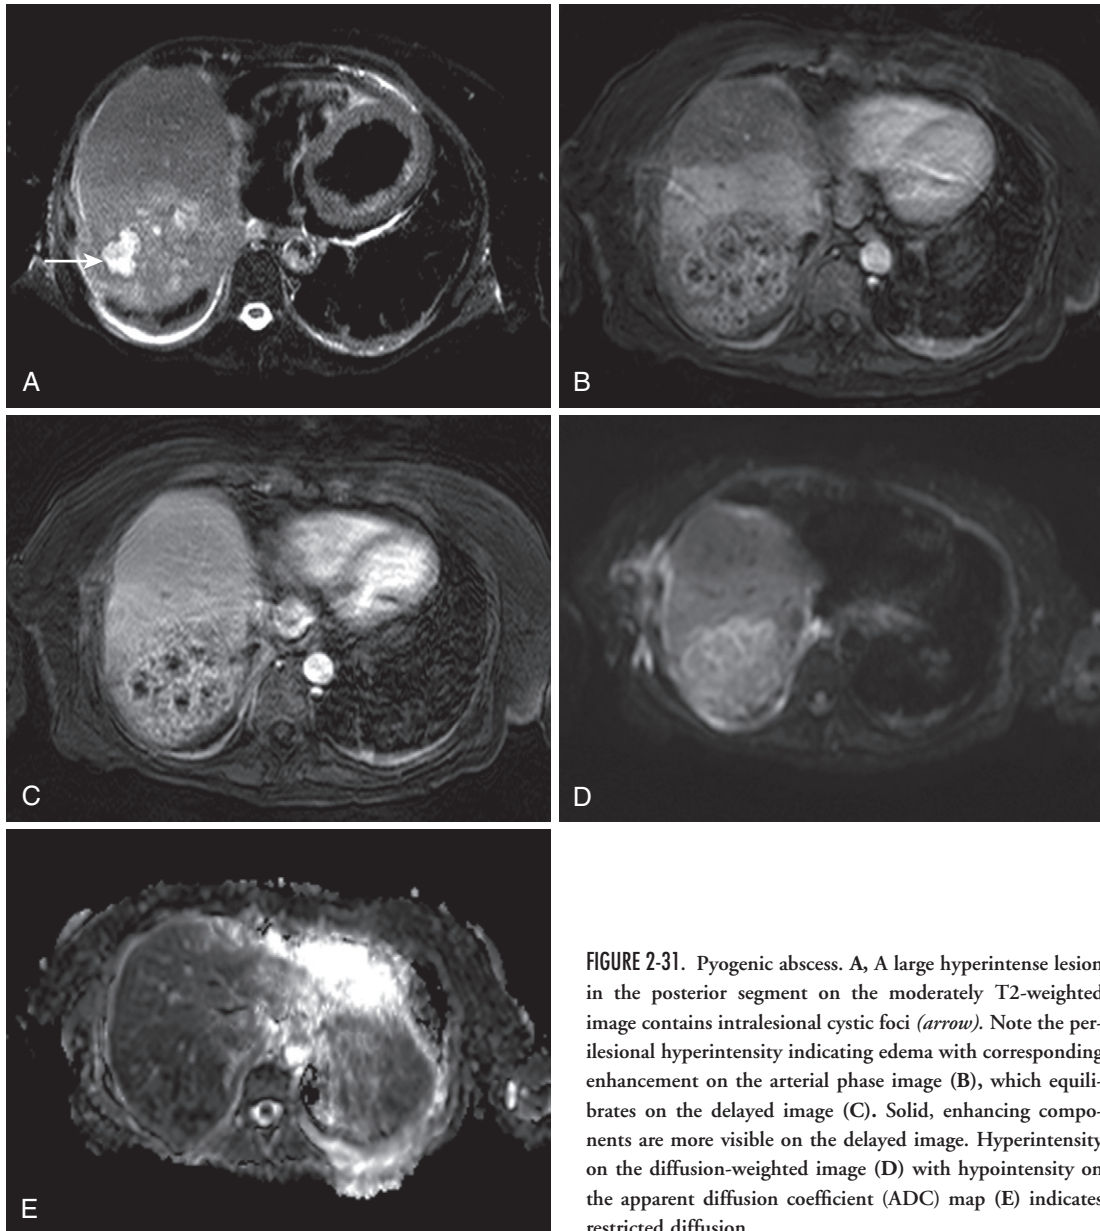 A
B
C
D
E
FIGURE 2-31. Pyogenic abscess. A, A large hyperintense lesion
in the posterior segment on the moderately T2-weighted
image contains intralesional cystic foci (arrow). Note the per-
ilesional hyperintensity indicating edema with corresponding
enhancement on the arterial phase image (B), which equili-
brates on the delayed image (C). Solid, enhancing compo-
nents are more visible on the delayed image. Hyperintensity
on the diffusion-weighted image (D) with hypointensity on
the apparent diffusion coefficient (ADC) map (E) indicates
restricted diffusion.